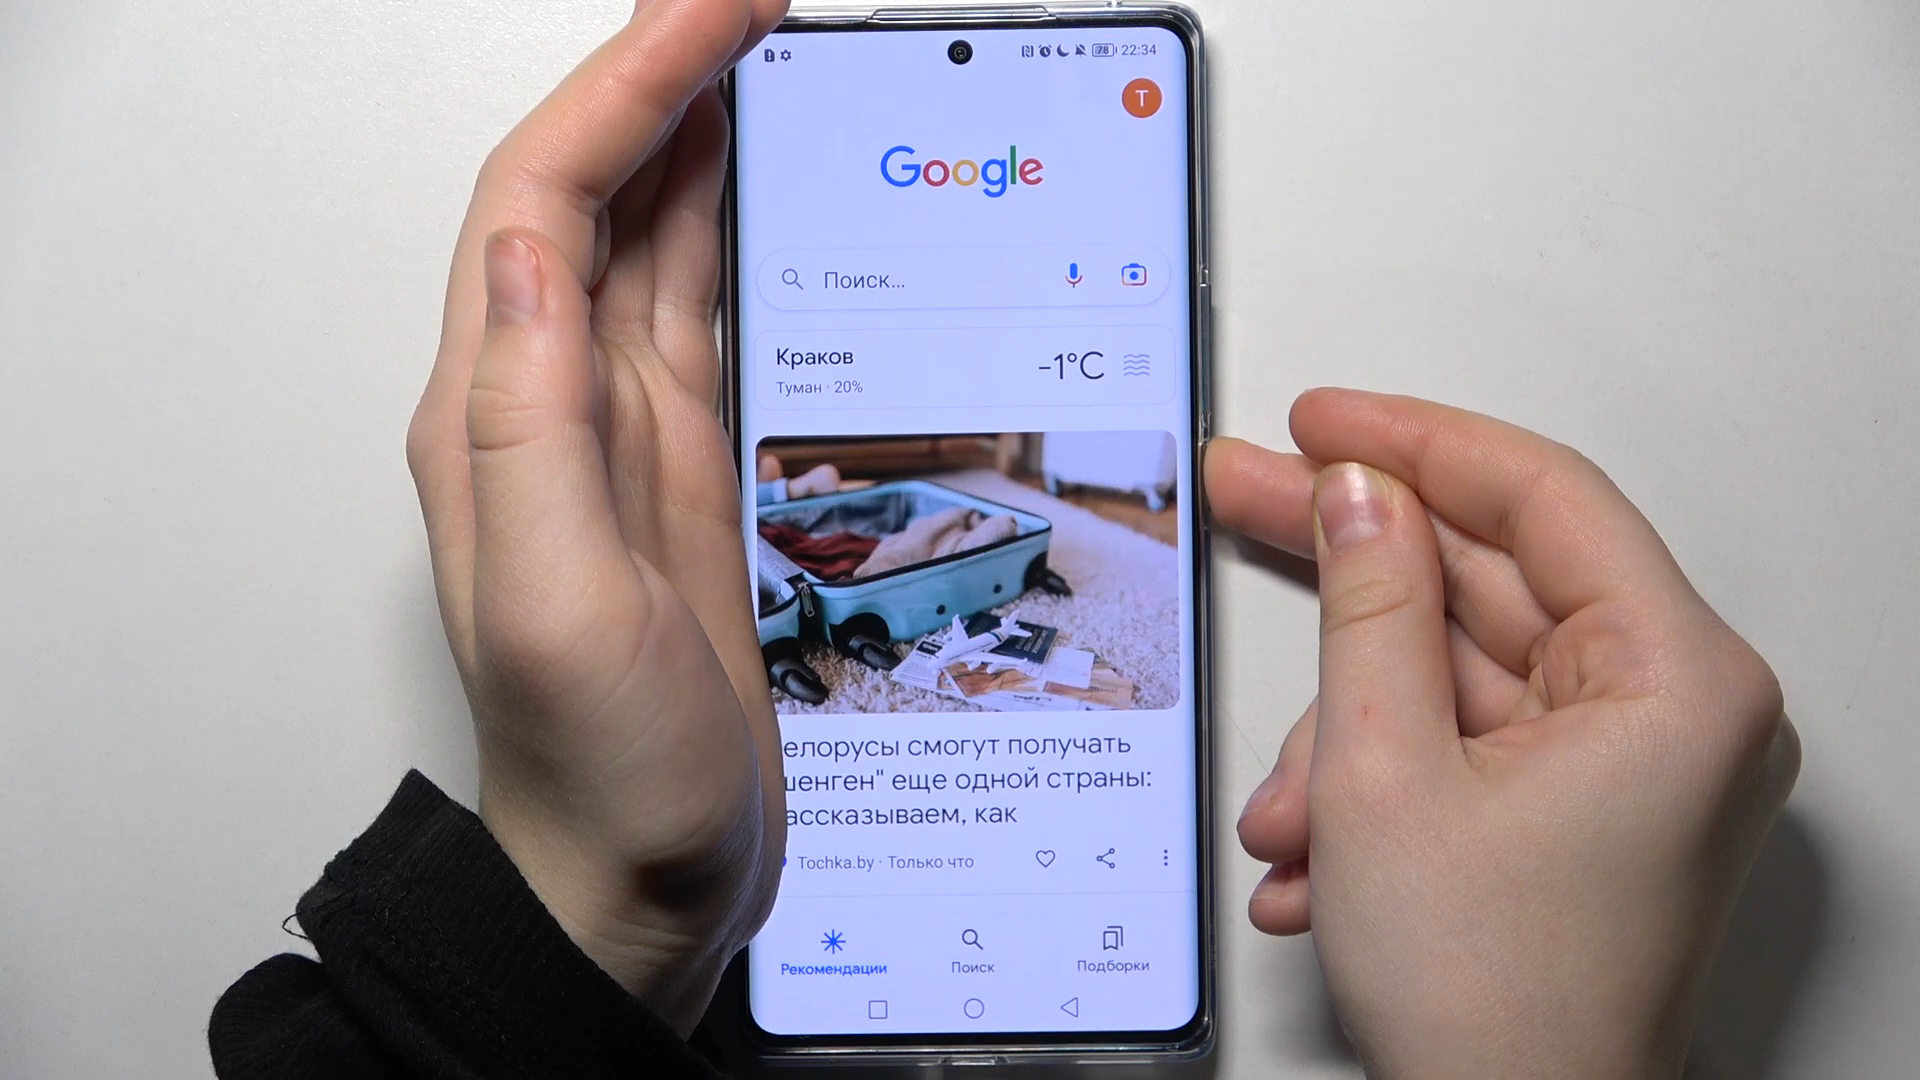 78 22:34
T
Google
Поиск...
Краков
-1°C
Туман · 20%
елорусы смогут получать
шенген" еще одной страны:
ассказываем, как
Tochka.by · Только что
Рекомендации
Поиск
Подборки